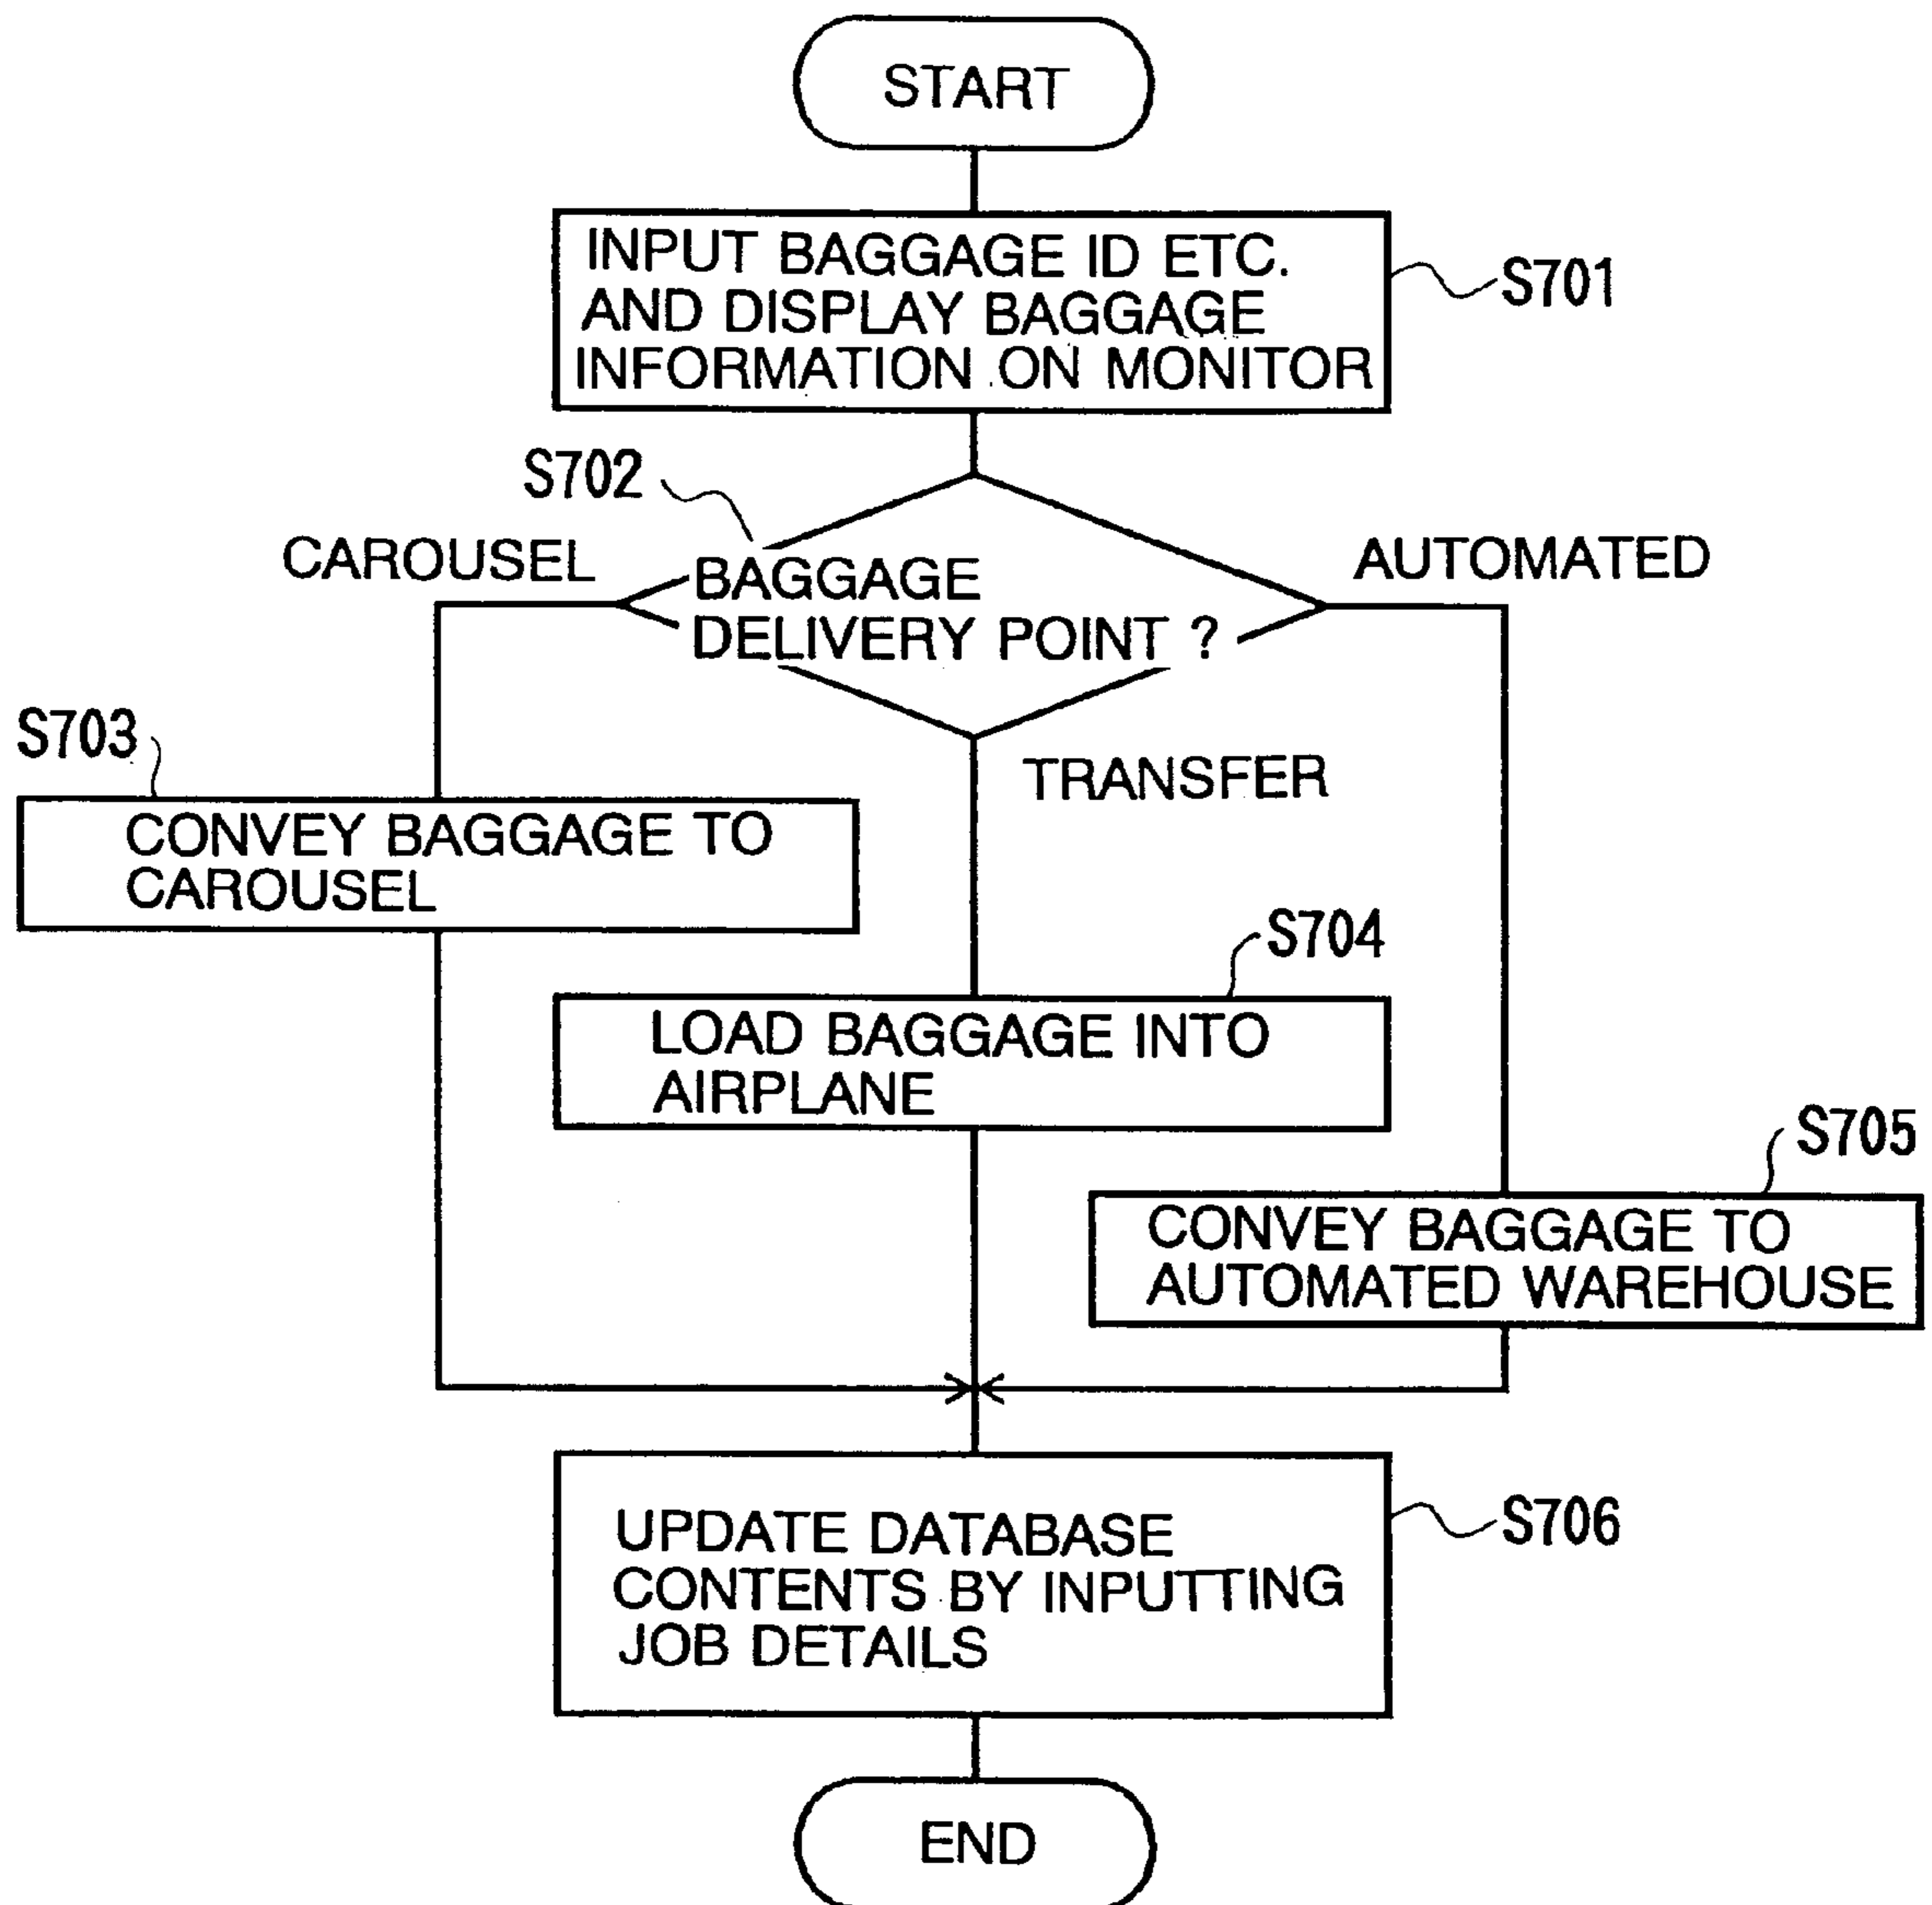 START
INPUT BAGGAGE ID ETC.
AND DISPLAY BAGGAGE
INFORMATION ON MONITOR
S701
S702
CAROUSEL
BAGGAGE
DELIVERY POINT ?
AUTOMATED
TRANSFER
S703
CONVEY BAGGAGE TO
CAROUSEL
S704
LOAD BAGGAGE INTO
AIRPLANE
S705
CONVEY BAGGAGE TO
AUTOMATED WAREHOUSE
UPDATE DATABASE
CONTENTS BY INPUTTING
JOB DETAILS
S706
END